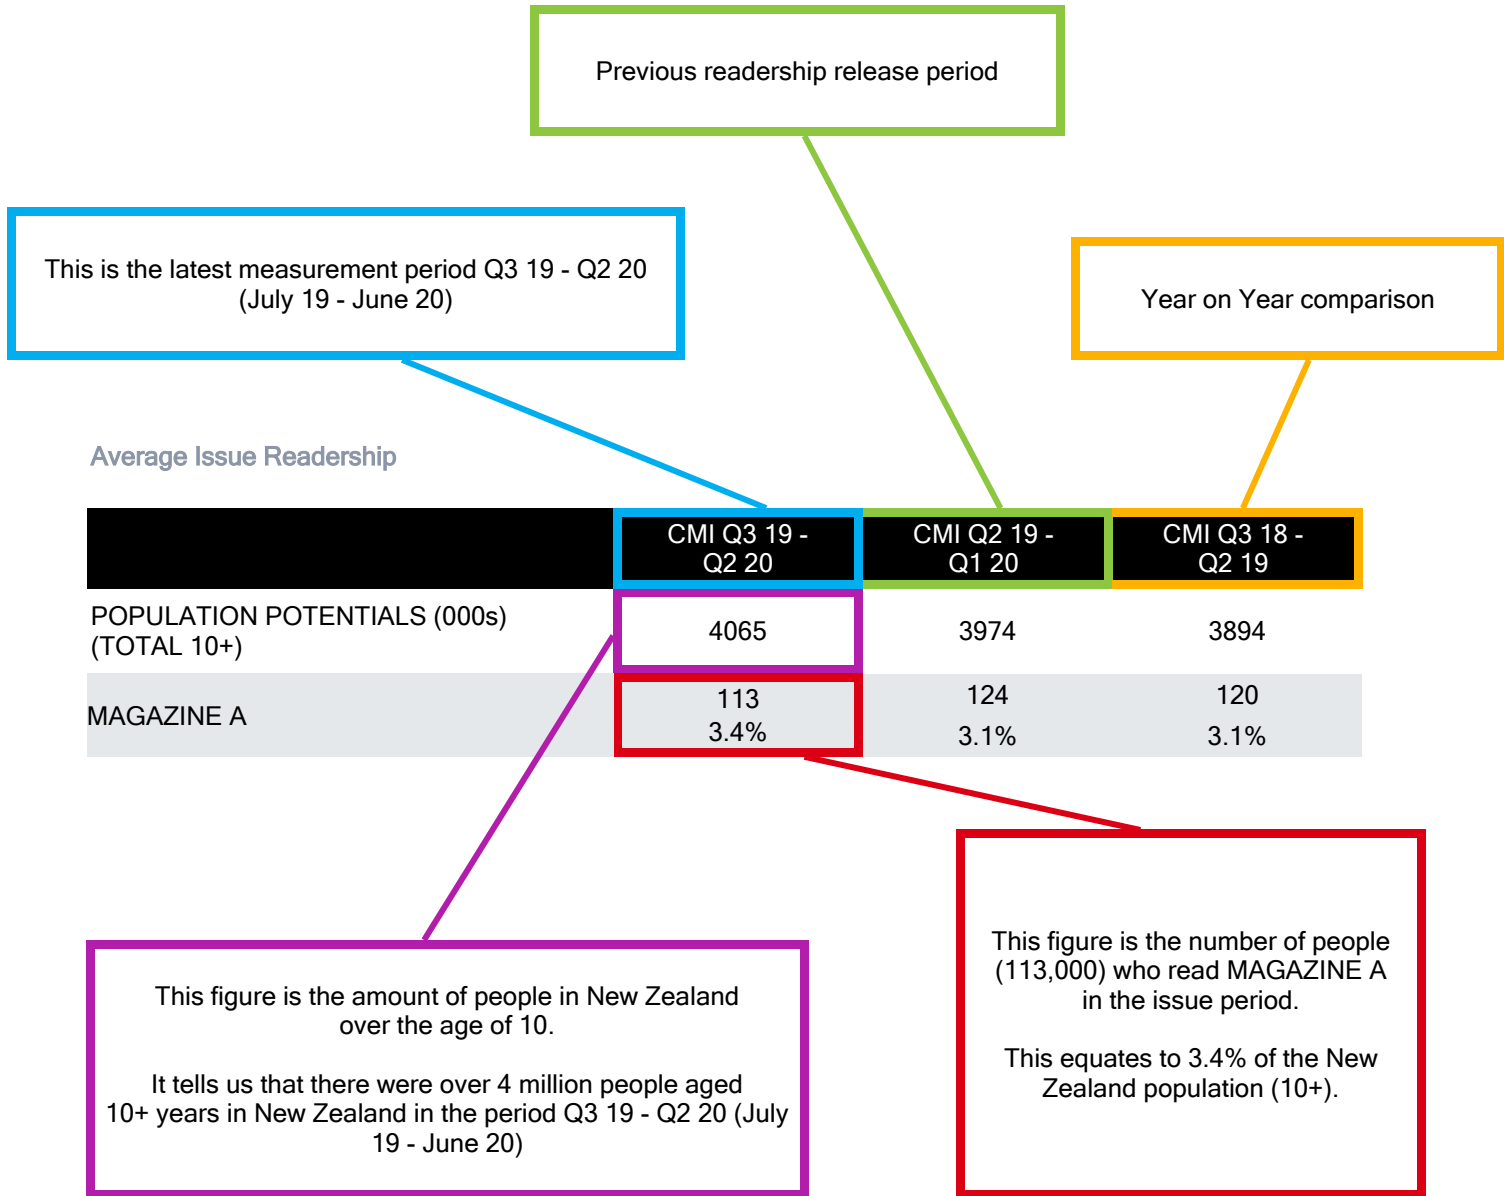 Previous readership release period
This is the latest measurement period Q3 19 - Q2 20
(July 19 - June 20)
Year on Year comparison
Average Issue Readership
CMI Q3 19 -
Q2 20
CMI Q2 19 -
Q1 20
CMI Q3 18 -
Q2 19
POPULATION POTENTIALS (000s)
(TOTAL 10+)
4065
3974
3894
MAGAZINE A
113
3.4%
124
3.1%
120
3.1%
This figure is the amount of people in New Zealand
over the age of 10.
It tells us that there were over 4 million people aged
10+ years in New Zealand in the period Q3 19 - Q2 20 (July
19 - June 20)
This figure is the number of people
(113,000) who read MAGAZINE A
in the issue period.
This equates to 3.4% of the New
Zealand population (10+).